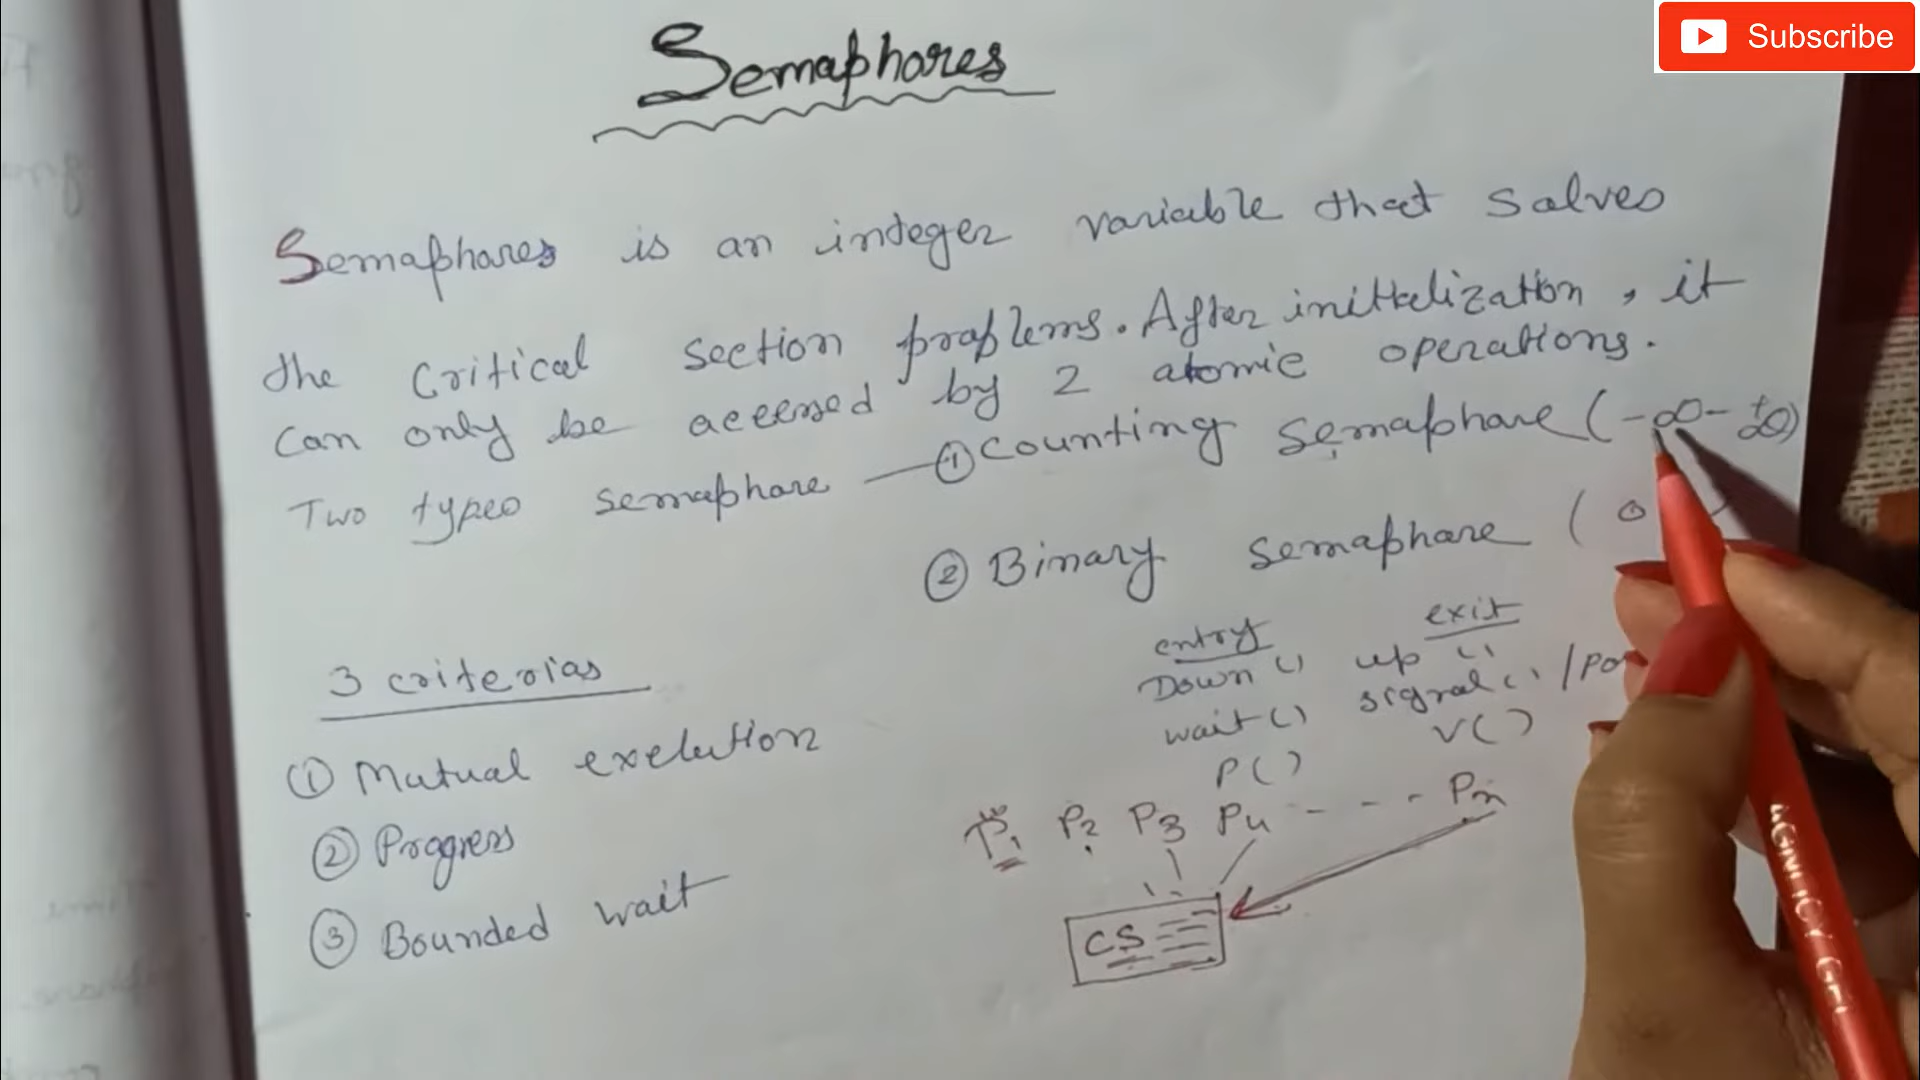 Subscribe
Semaphores
Semaphores is an integer variable that solves
the critical section problems. After initialization, it
can only be accessed by 2 atomic operations.
Two types semaphore — ① Counting semaphore (-∞ - +∞)
② Binary semaphore ( 0
entry exit
Down () up ()
wait () signal () / Po
P() V()
3 criterias
① Mutual exclution
② Progress
③ Bounded wait
P1 P2 P3 P4 - - - Pn
CS
AGNI JCY GEL